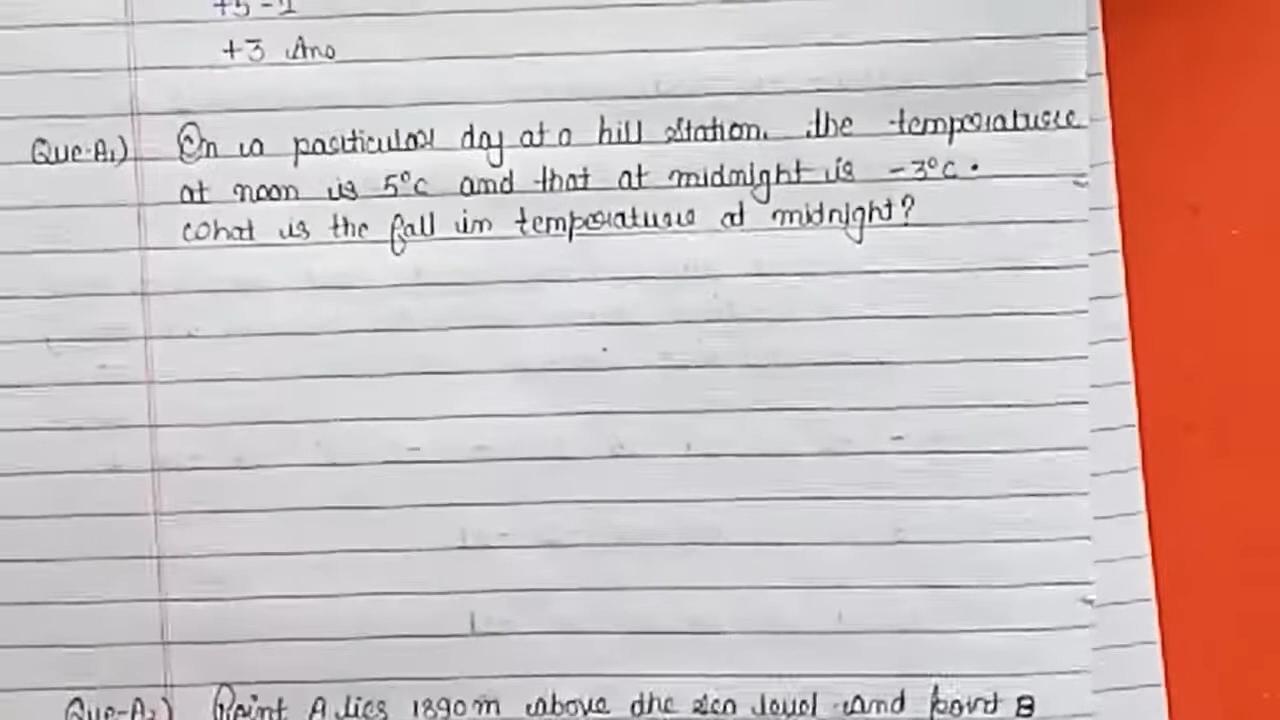 +5-2
+3 Ans
Que-A₁) On a particular day at a hill station. the temperature
at noon is 5°C and that at midnight is -3°C.
What is the fall in temperature at midnight?
Que-A₂) Point A lies 1890m above the sea level and point B